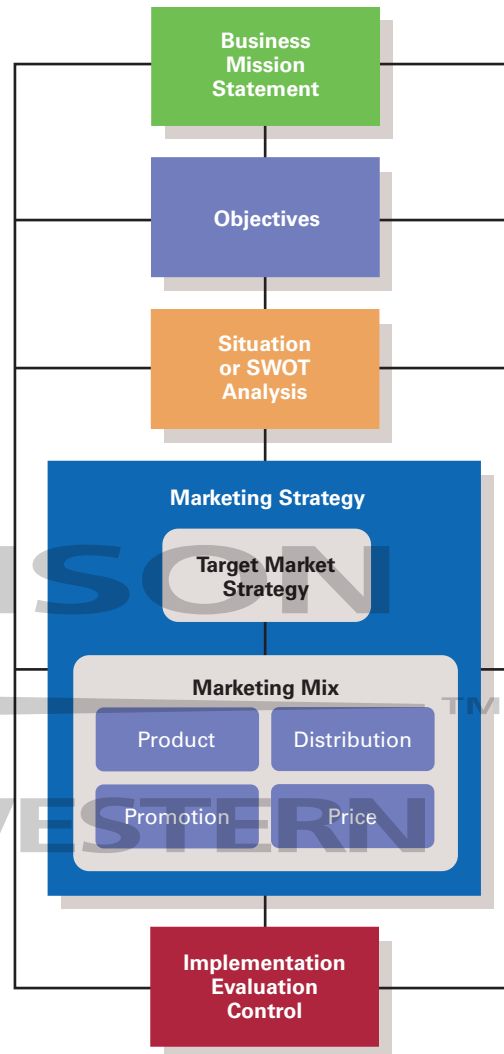 Business
Mission
Statement
Objectives
Situation
or SWOT
Analysis
Marketing Strategy
Target Market
Strategy
Marketing Mix
Product
Distribution
Promotion
Price
Implementation
Evaluation
Control
TM